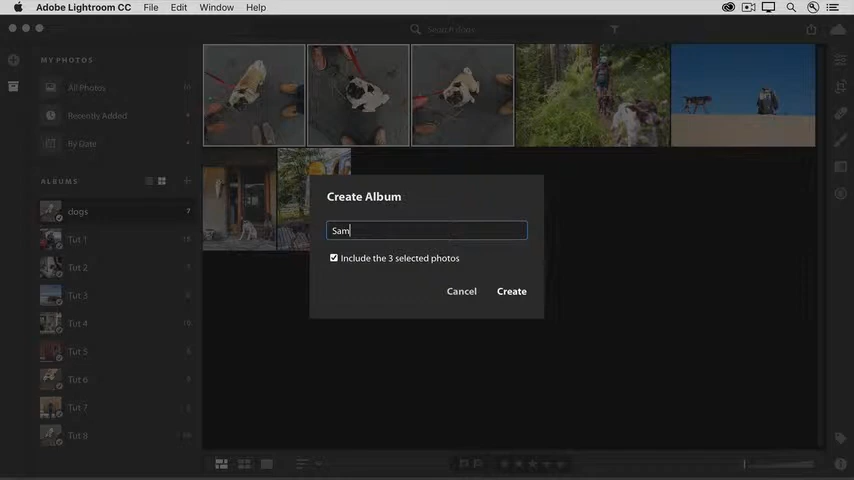 Adobe Lightroom CC File Edit Window Help
Search dogs
MY PHOTOS
All Photos
Recently Added
By Date
ALBUMS
dogs 7
Tut 1
Tut 2
Tut 3
Tut 4
Tut 5
Tut 6
Tut 7
Tut 8
Create Album
Sam
Include the 3 selected photos
Cancel Create